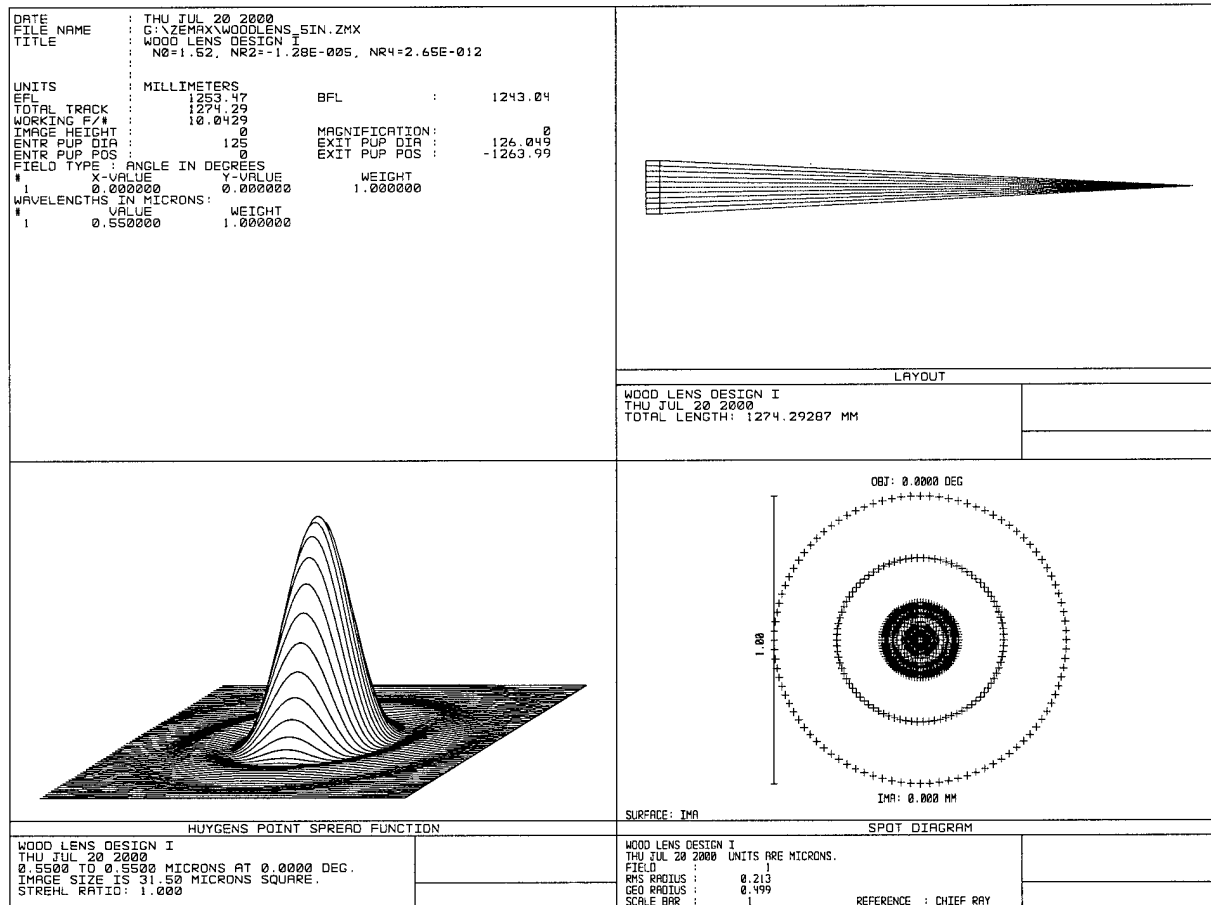 DATE : THU JUL 20 2000
FILE NAME : G:\ZEMAX\WOODLENS_5IN.ZMX
TITLE : WOOD LENS DESIGN I
: N0=1.52, NR2=-1.28E-005, NR4=2.65E-012
:
:
UNITS : MILLIMETERS
EFL : 1253.47 BFL : 1243.04
TOTAL TRACK : 1274.29
WORKING F/# : 10.0429
IMAGE HEIGHT : 0 MAGNIFICATION: 0
ENTR PUP DIA : 125 EXIT PUP DIA : 126.049
ENTR PUP POS : 0 EXIT PUP POS : -1263.99
FIELD TYPE : ANGLE IN DEGREES
# X-VALUE Y-VALUE WEIGHT
1 0.000000 0.000000 1.000000
WAVELENGTHS IN MICRONS:
# VALUE WEIGHT
1 0.550000 1.000000
LAYOUT
WOOD LENS DESIGN I
THU JUL 20 2000
TOTAL LENGTH: 1274.29287 MM
HUYGENS POINT SPREAD FUNCTION
WOOD LENS DESIGN I
THU JUL 20 2000
0.5500 TO 0.5500 MICRONS AT 0.0000 DEG.
IMAGE SIZE IS 31.50 MICRONS SQUARE.
STREHL RATIO: 1.000
OBJ: 0.0000 DEG
1.00
IMA: 0.000 MM
SURFACE: IMA
SPOT DIAGRAM
WOOD LENS DESIGN I
THU JUL 20 2000 UNITS ARE MICRONS.
FIELD : 1
RMS RADIUS : 0.213
GEO RADIUS : 0.499
SCALE BAR : 1 REFERENCE : CHIEF RAY